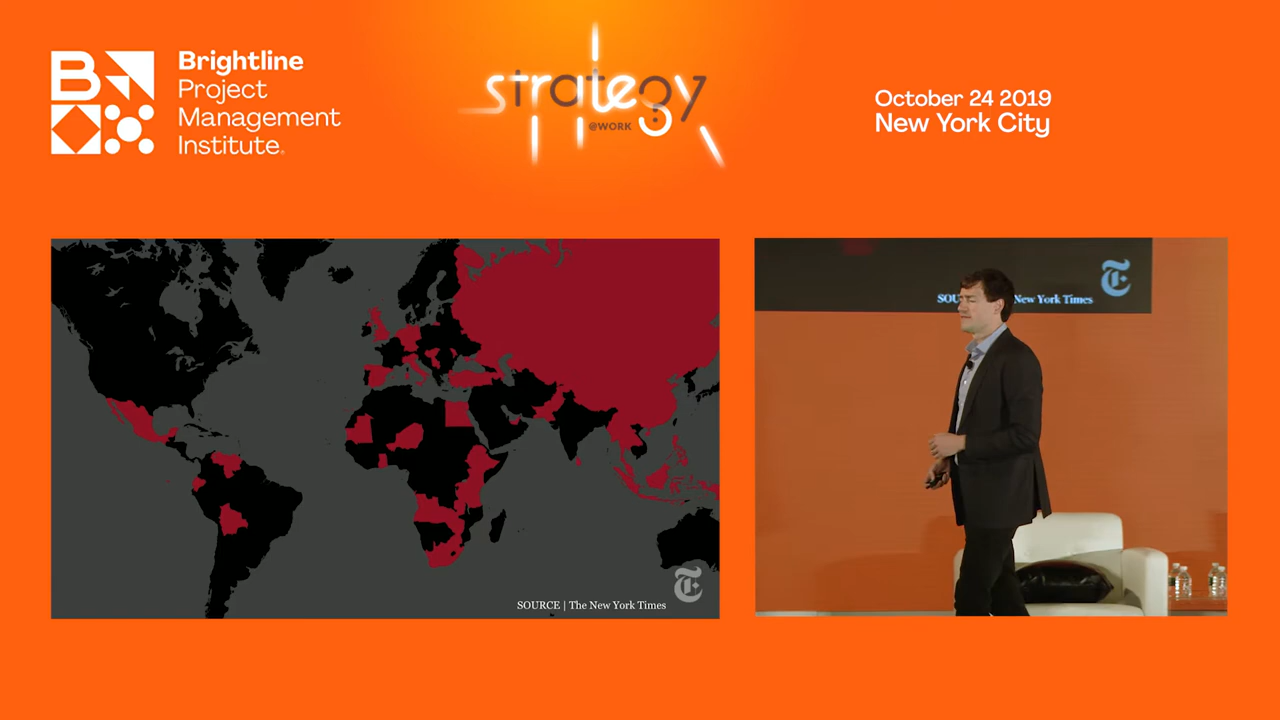 Brightline
Project
Management
Institute®
strategy
@WORK
October 24 2019
New York City
SOURCE | The New York Times
SOU
New York Times